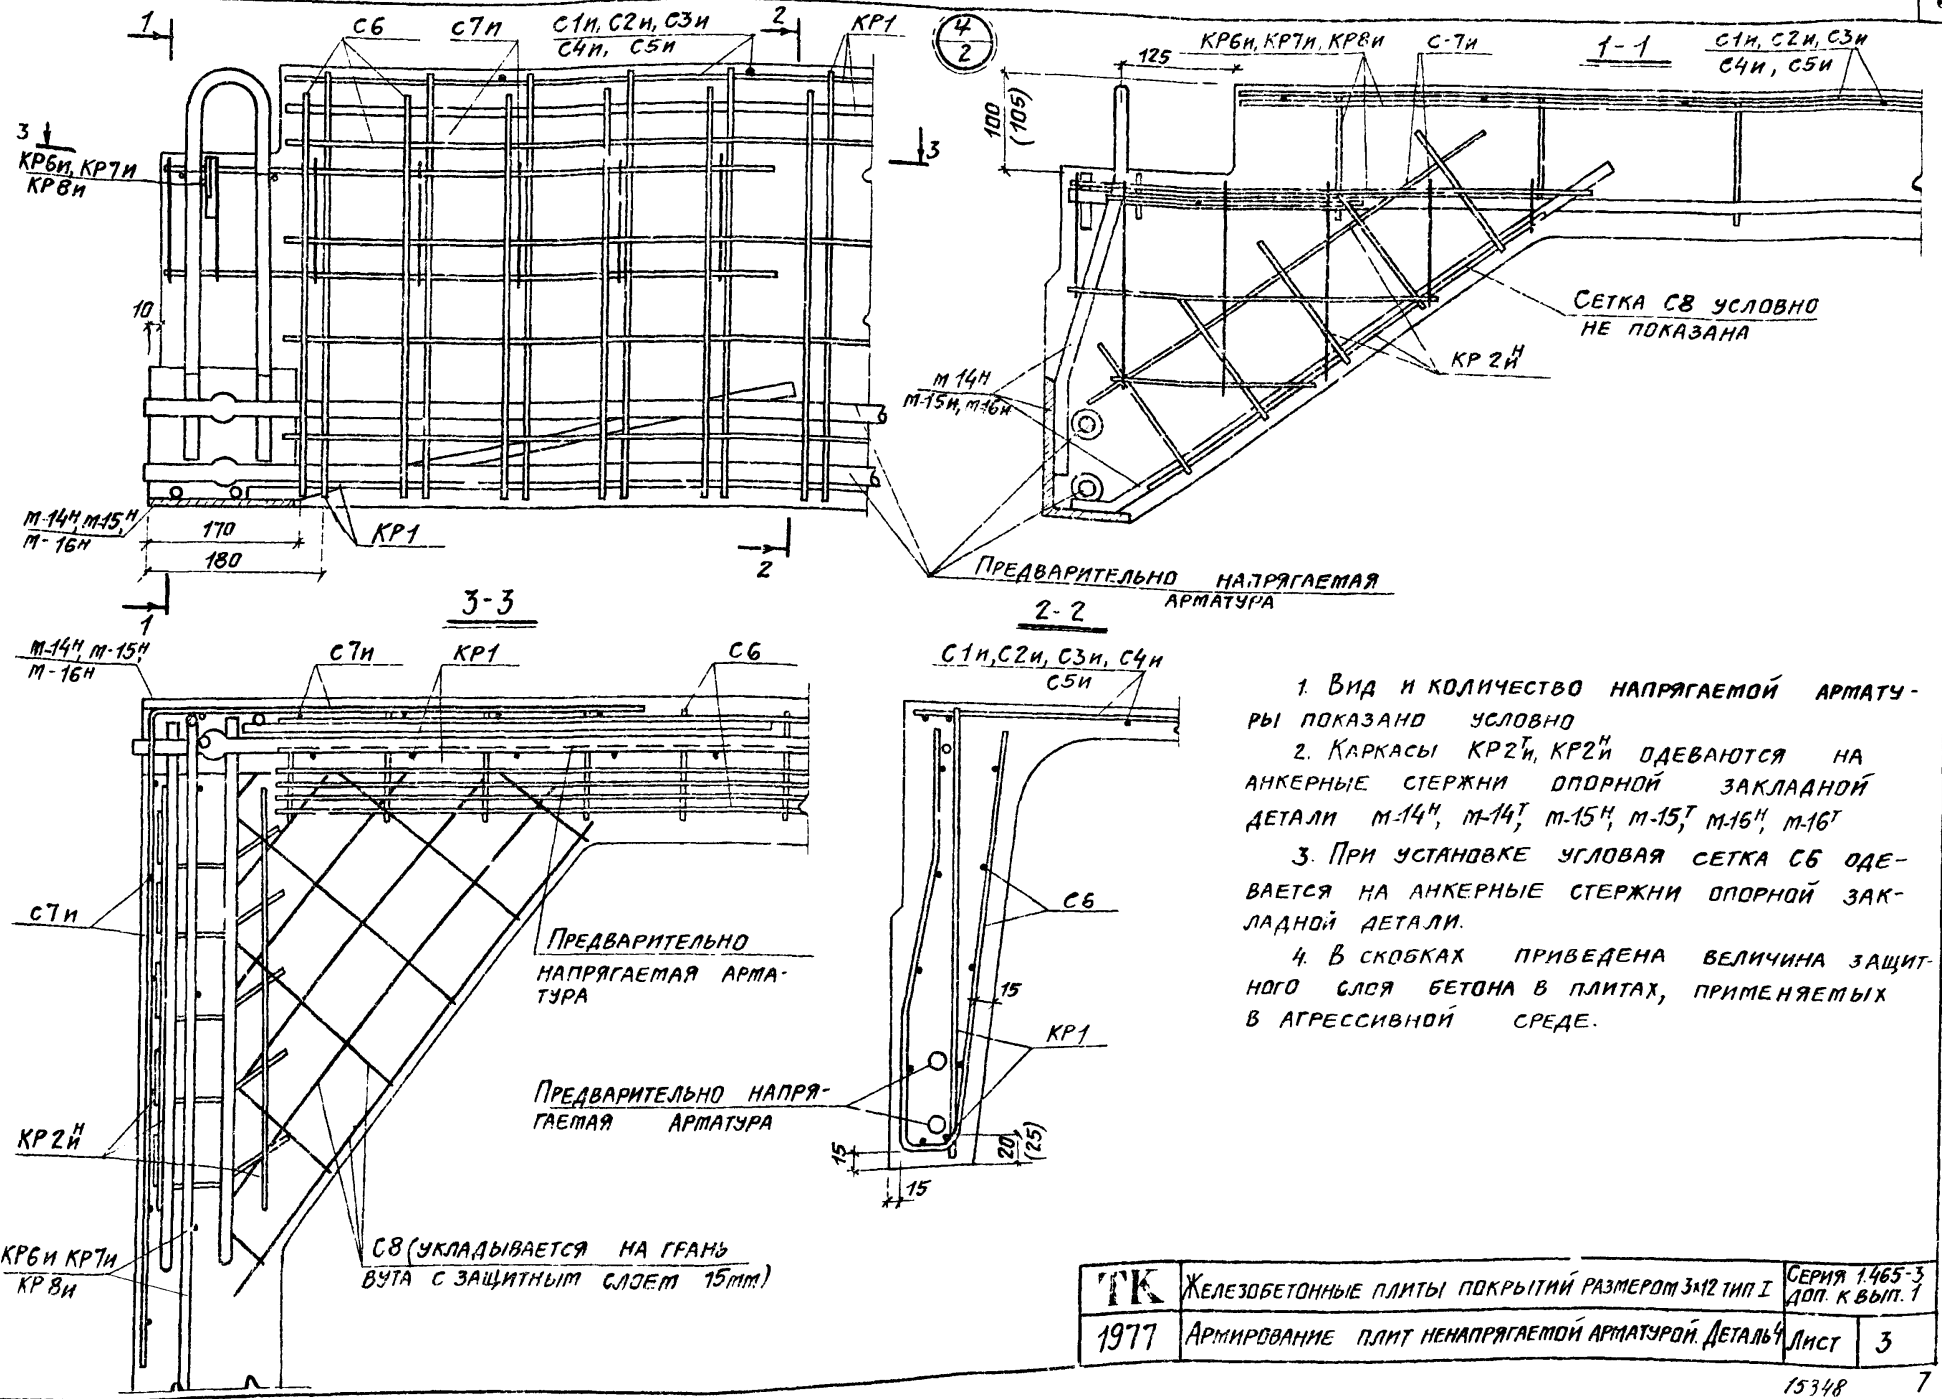 1
С6
С7и
С1и, С2и, С3и
С4и, С5и
2
КР1
3
КР6и, КР7и
КР8и
3
10
М-14Н, М-15Н
М-16Н
170
180
КР1
2
1
4
2
125
КР6и, КР7и, КР8и
С-7и
1-1
С1и, С2и, С3и
С4и, С5и
100
(105)
СЕТКА С8 УСЛОВНО
НЕ ПОКАЗАНА
КР 2Ни
М 14Н
М-15Н, М-16Н
ПРЕДВАРИТЕЛЬНО НАПРЯГАЕМАЯ
АРМАТУРА
3-3
М-14Н, М-15Н,
М-16Н
С7и
КР1
С6
С7и
ПРЕДВАРИТЕЛЬНО
НАПРЯГАЕМАЯ АРМА-
ТУРА
КР 2Ни
КР6и КР7и
КР 8и
С8 (УКЛАДЫВАЕТСЯ НА ГРАНЬ
ВУТА С ЗАЩИТНЫМ СЛОЕМ 15мм)
2-2
С1и, С2и, С3и, С4и
С5и
С6
15
КР1
ПРЕДВАРИТЕЛЬНО НАПРЯ-
ГАЕМАЯ АРМАТУРА
15
20
(25)
15
1. ВИД И КОЛИЧЕСТВО НАПРЯГАЕМОЙ АРМАТУ-
РЫ ПОКАЗАНО УСЛОВНО
2. КАРКАСЫ КР2Ти, КР2Ни ОДЕВАЮТСЯ НА
АНКЕРНЫЕ СТЕРЖНИ ОПОРНОЙ ЗАКЛАДНОЙ
ДЕТАЛИ М-14Н, М-14Т, М-15Н, М-15Т, М-16Н, М-16Т
3. ПРИ УСТАНОВКЕ УГЛОВАЯ СЕТКА С6 ОДЕ-
ВАЕТСЯ НА АНКЕРНЫЕ СТЕРЖНИ ОПОРНОЙ ЗАК-
ЛАДНОЙ ДЕТАЛИ.
4. В СКОБКАХ ПРИВЕДЕНА ВЕЛИЧИНА ЗАЩИТ-
НОГО СЛОЯ БЕТОНА В ПЛИТАХ, ПРИМЕНЯЕМЫХ
В АГРЕССИВНОЙ СРЕДЕ.
ТК
ЖЕЛЕЗОБЕТОННЫЕ ПЛИТЫ ПОКРЫТИЙ РАЗМЕРОМ 3х12 ТИП I
СЕРИЯ 1.465-3
ДОП. К ВЫП. 1
1977
АРМИРОВАНИЕ ПЛИТ НЕНАПРЯГАЕМОЙ АРМАТУРОЙ. ДЕТАЛЬ 4
ЛИСТ
3
15348
7